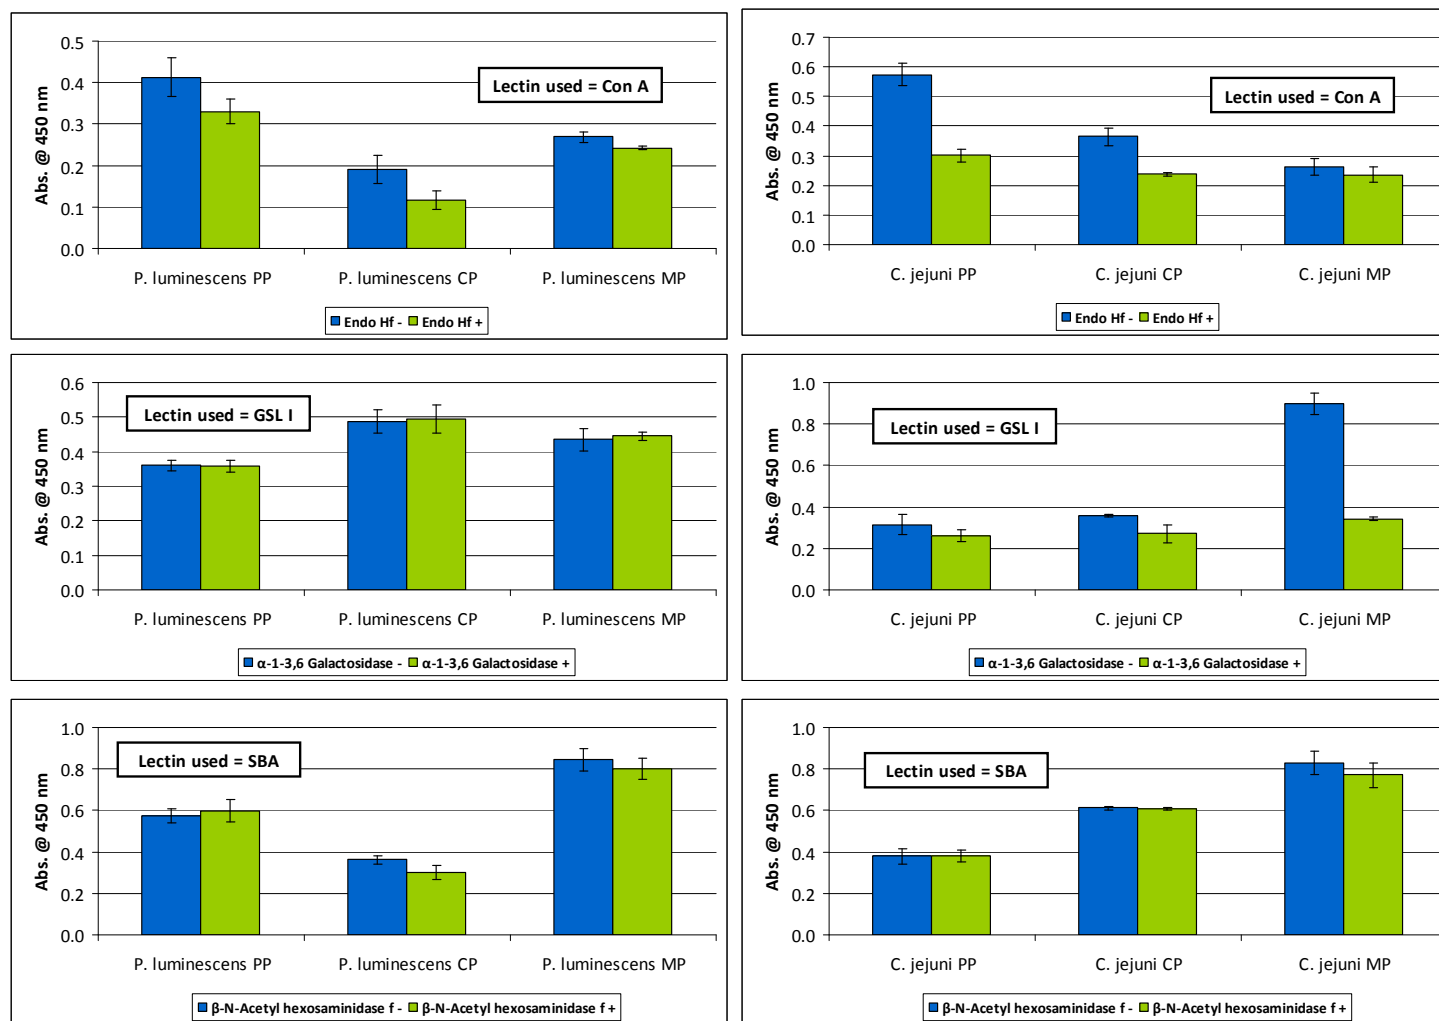 0.5
0.4
0.3
0.2
0.1
0.0
Abs. @ 450 nm
Lectin used = Con A
P. luminescens PP P. luminescens CP P. luminescens MP
Endo Hf - Endo Hf +
0.7
0.6
0.5
0.4
0.3
0.2
0.1
0.0
Abs. @ 450 nm
Lectin used = Con A
C. jejuni PP C. jejuni CP C. jejuni MP
Endo Hf - Endo Hf +
0.6
0.5
0.4
0.3
0.2
0.1
0.0
Abs. @ 450 nm
Lectin used = GSL I
P. luminescens PP P. luminescens CP P. luminescens MP
α-1-3,6 Galactosidase - α-1-3,6 Galactosidase +
1.0
0.8
0.6
0.4
0.2
0.0
Abs. @ 450 nm
Lectin used = GSL I
C. jejuni PP C. jejuni CP C. jejuni MP
α-1-3,6 Galactosidase - α-1-3,6 Galactosidase +
1.0
0.8
0.6
0.4
0.2
0.0
Abs. @ 450 nm
Lectin used = SBA
P. luminescens PP P. luminescens CP P. luminescens MP
β-N-Acetyl hexosaminidase f - β-N-Acetyl hexosaminidase f +
1.0
0.8
0.6
0.4
0.2
0.0
Abs. @ 450 nm
Lectin used = SBA
C. jejuni PP C. jejuni CP C. jejuni MP
β-N-Acetyl hexosaminidase f - β-N-Acetyl hexosaminidase f +